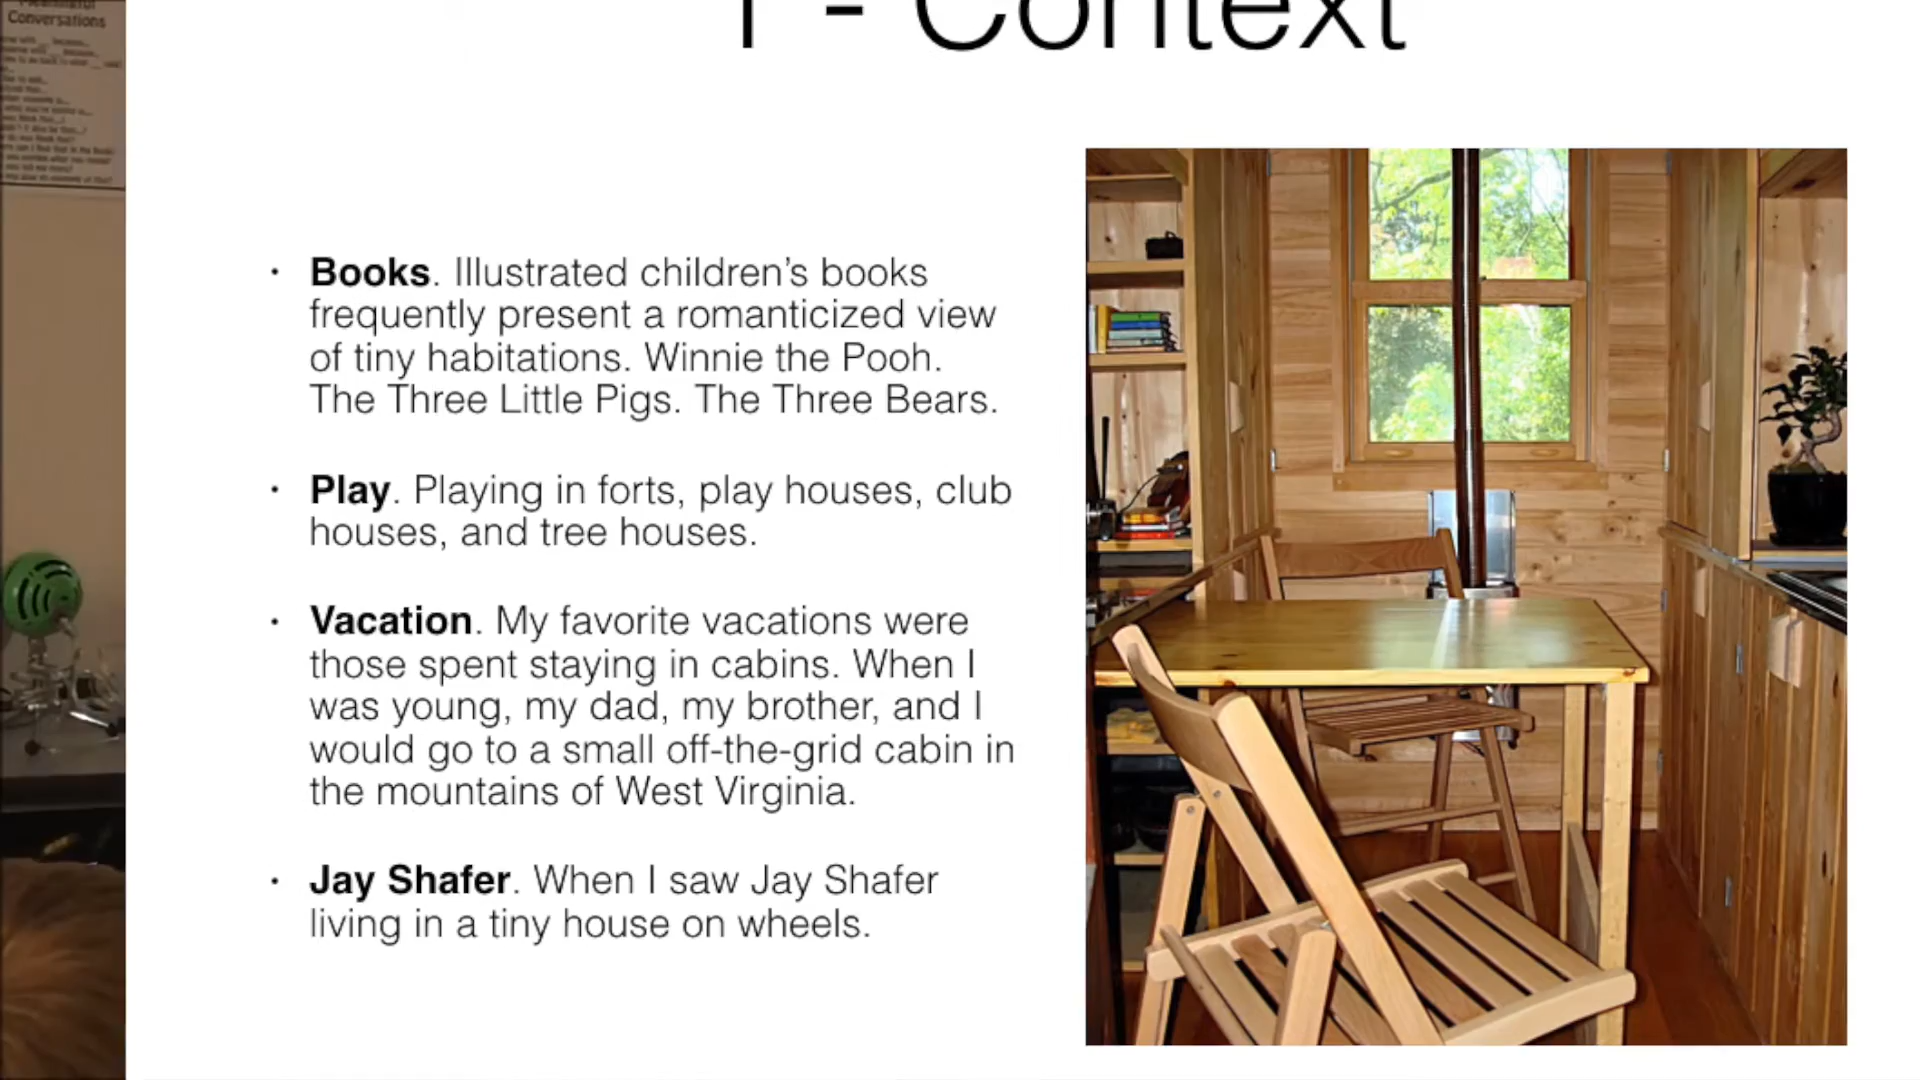 Conversations
1 - Context
• Books. Illustrated children's books
frequently present a romanticized view
of tiny habitations. Winnie the Pooh.
The Three Little Pigs. The Three Bears.
• Play. Playing in forts, play houses, club
houses, and tree houses.
• Vacation. My favorite vacations were
those spent staying in cabins. When I
was young, my dad, my brother, and I
would go to a small off-the-grid cabin in
the mountains of West Virginia.
• Jay Shafer. When I saw Jay Shafer
living in a tiny house on wheels.